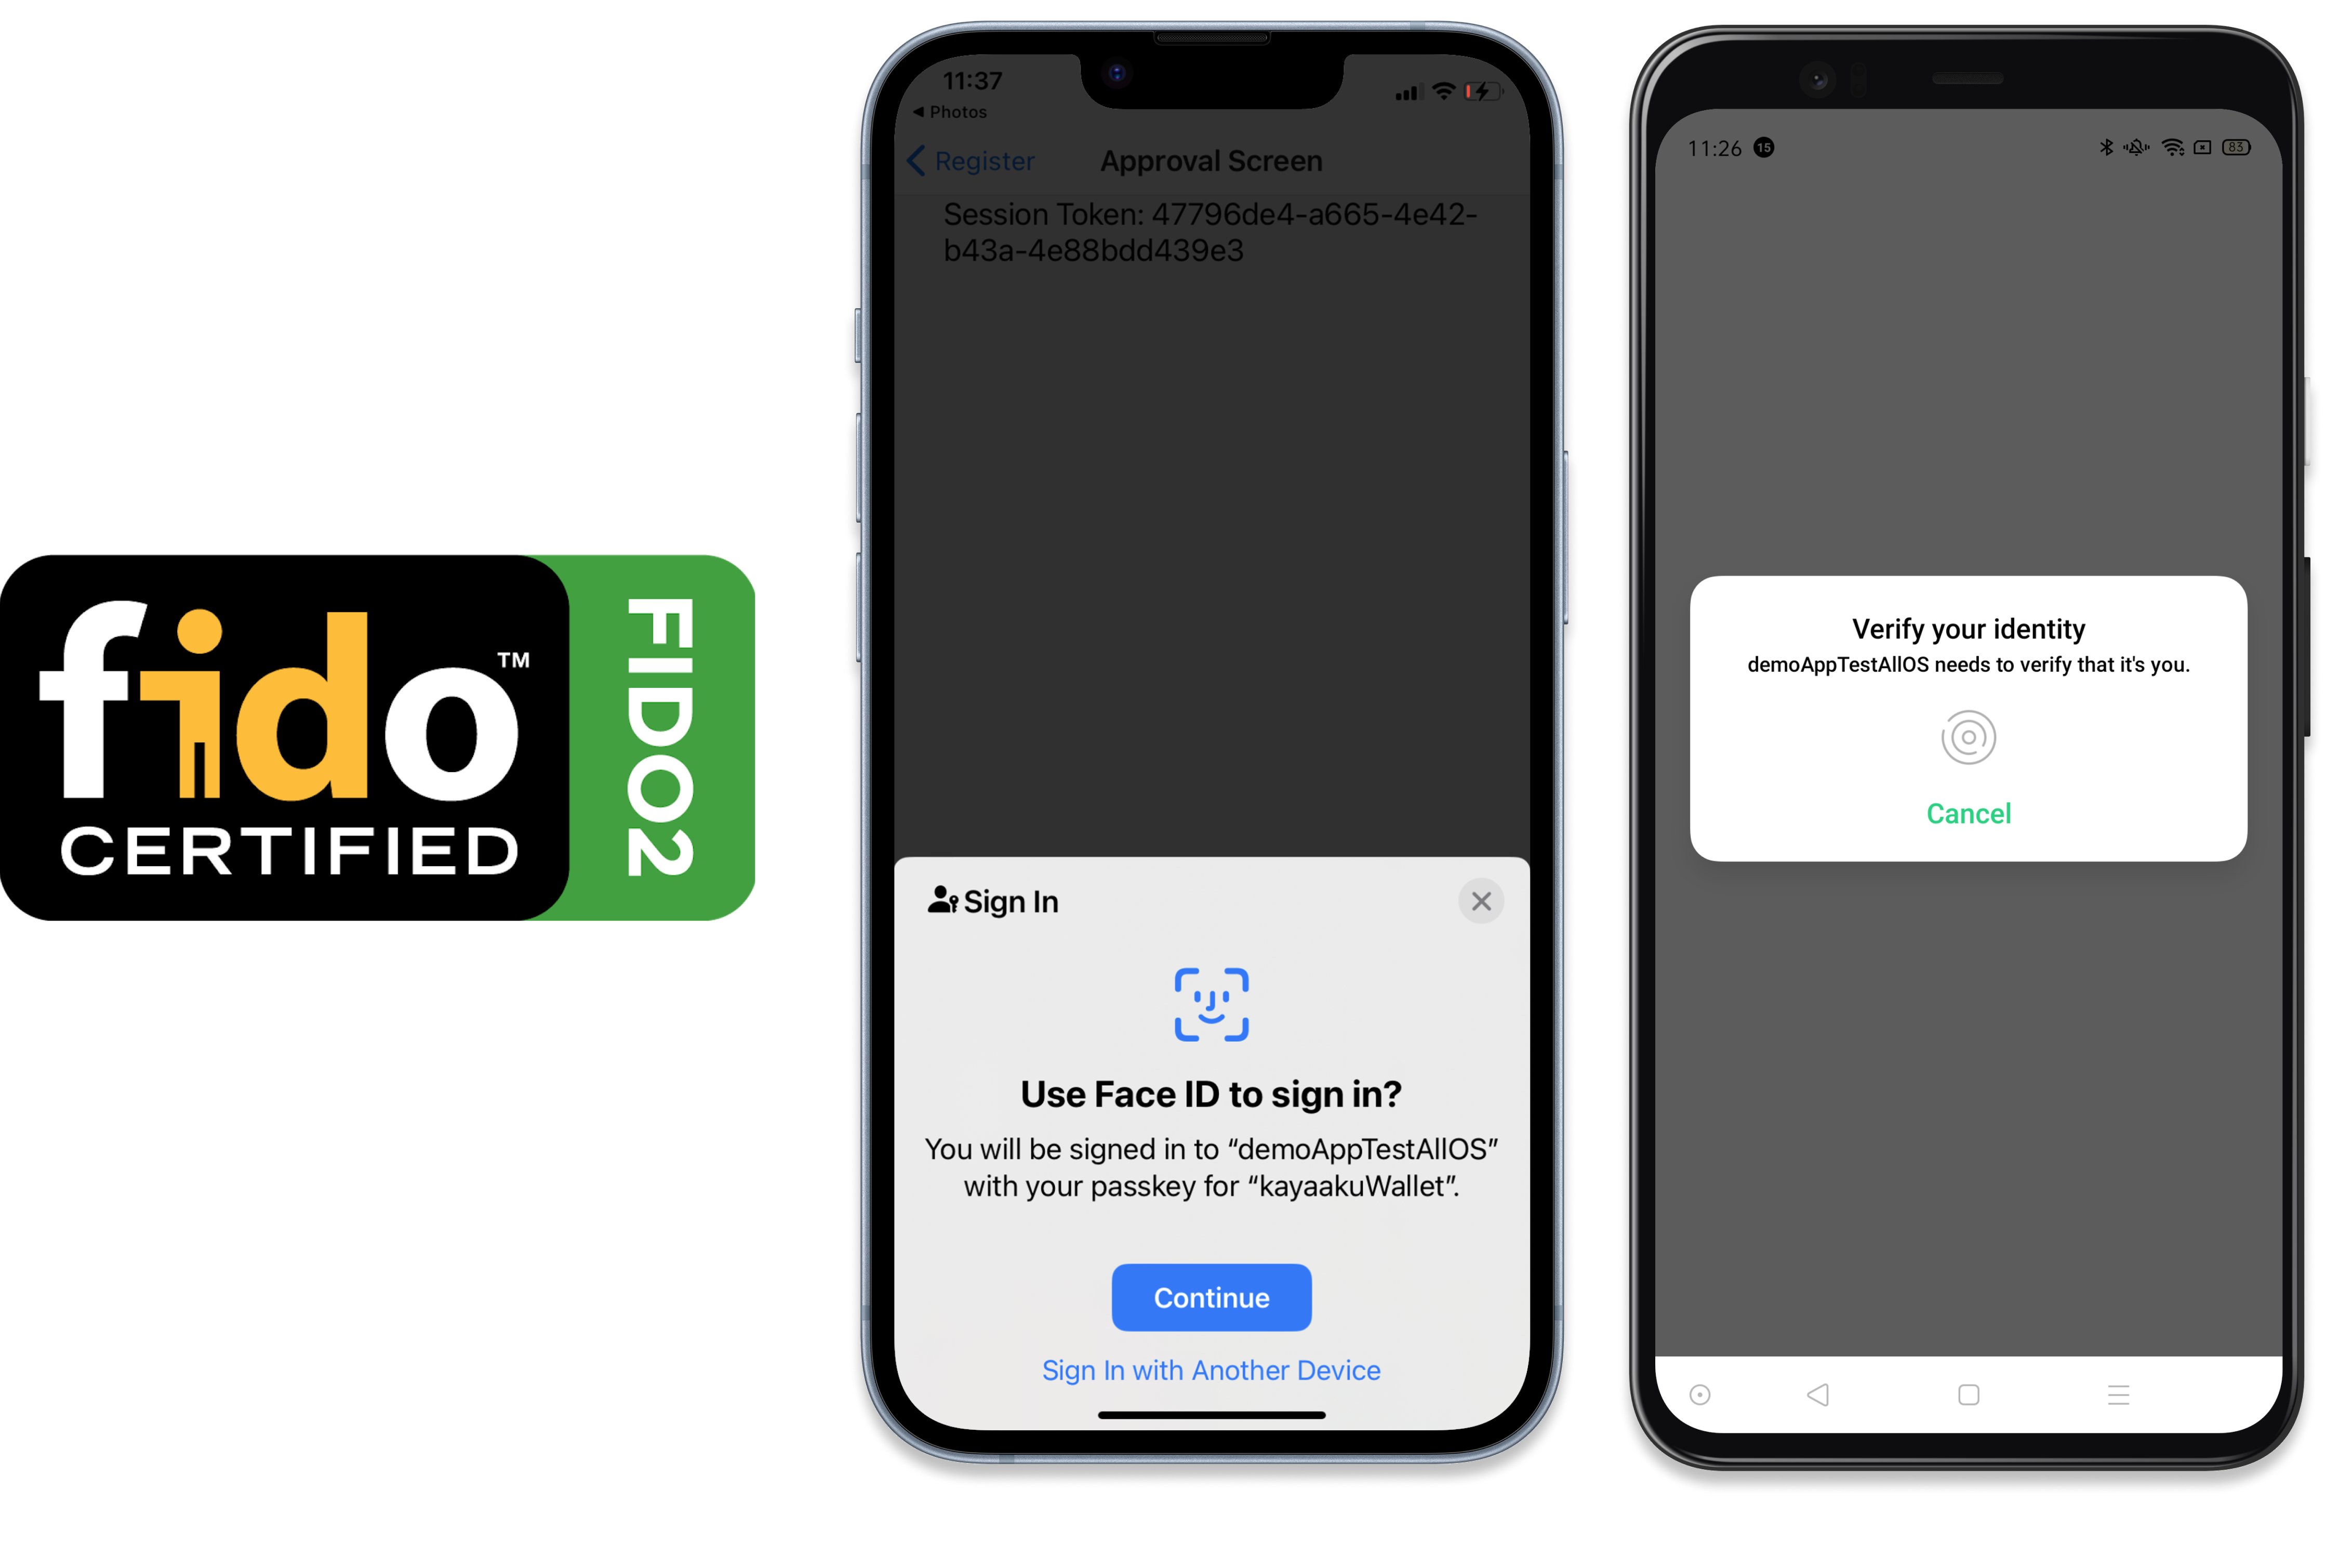 fido™
CERTIFIED
FIDO2
11:37
◀ Photos
Register
Approval Screen
Session Token: 47796de4-a665-4e42-
b43a-4e88bdd439e3
Sign In
Use Face ID to sign in?
You will be signed in to “demoAppTestAllOS”
with your passkey for “kayaakuWallet”.
Continue
Sign In with Another Device
11:26 15
83
Verify your identity
demoAppTestAllOS needs to verify that it's you.
Cancel